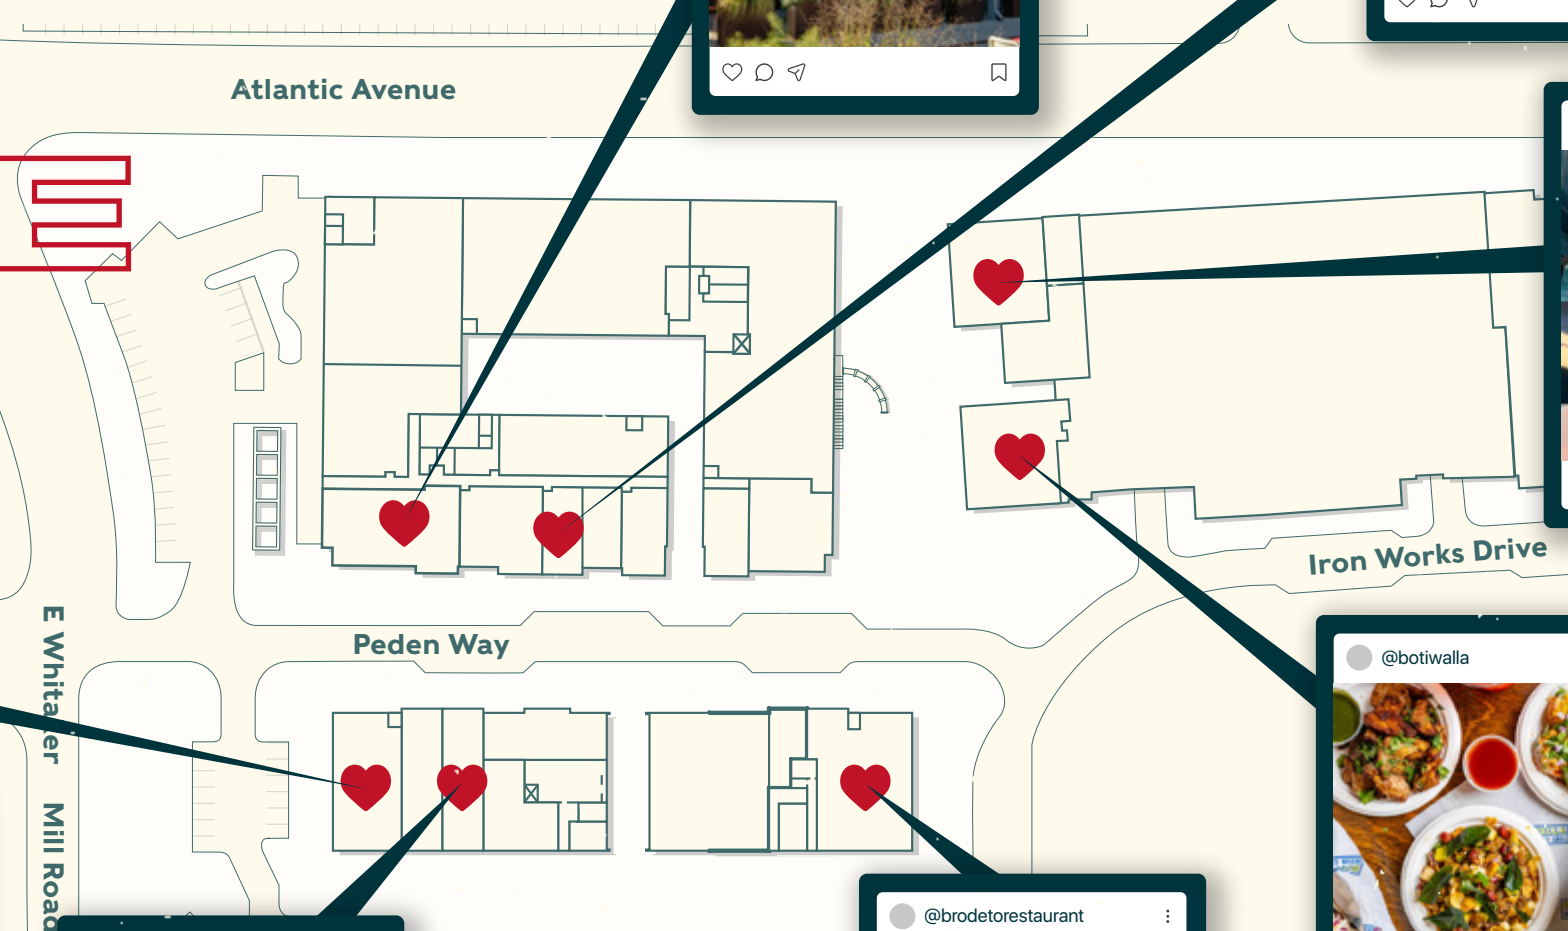 Atlantic Avenue
E
Iron Works Drive
E Whitaker Mill Road
Peden Way
@botiwalla
@brodetorestaurant